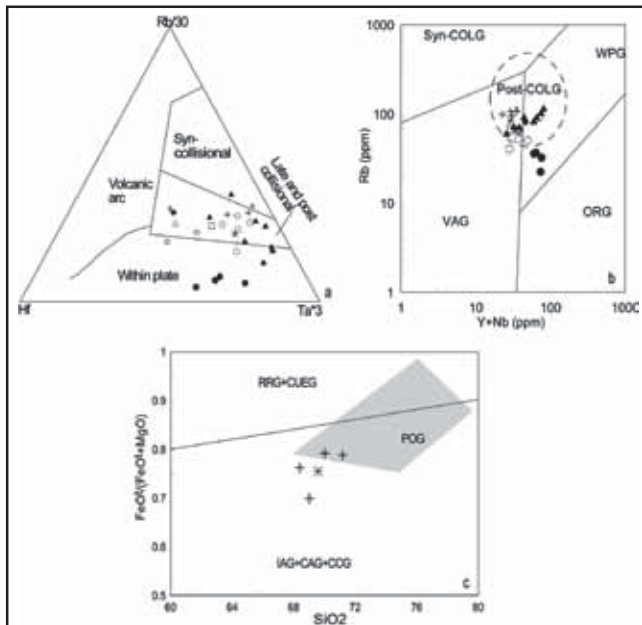 Rb/30
Syn-
collisional
Late and post
collisional
Volcanic
arc
Within plate
a
Hf
Ta*3
1000
Syn-COLG
WPG
Post-COLG
100
Rb (ppm)
10
VAG
ORG
b
1
1
10
100
1000
Y+Nb (ppm)
1
RRG+CUEG
0.9
POG
0.8
0.7
0.6
IAG+CAG+CCG
c
0.5
60
64
68
72
76
80
SiO2